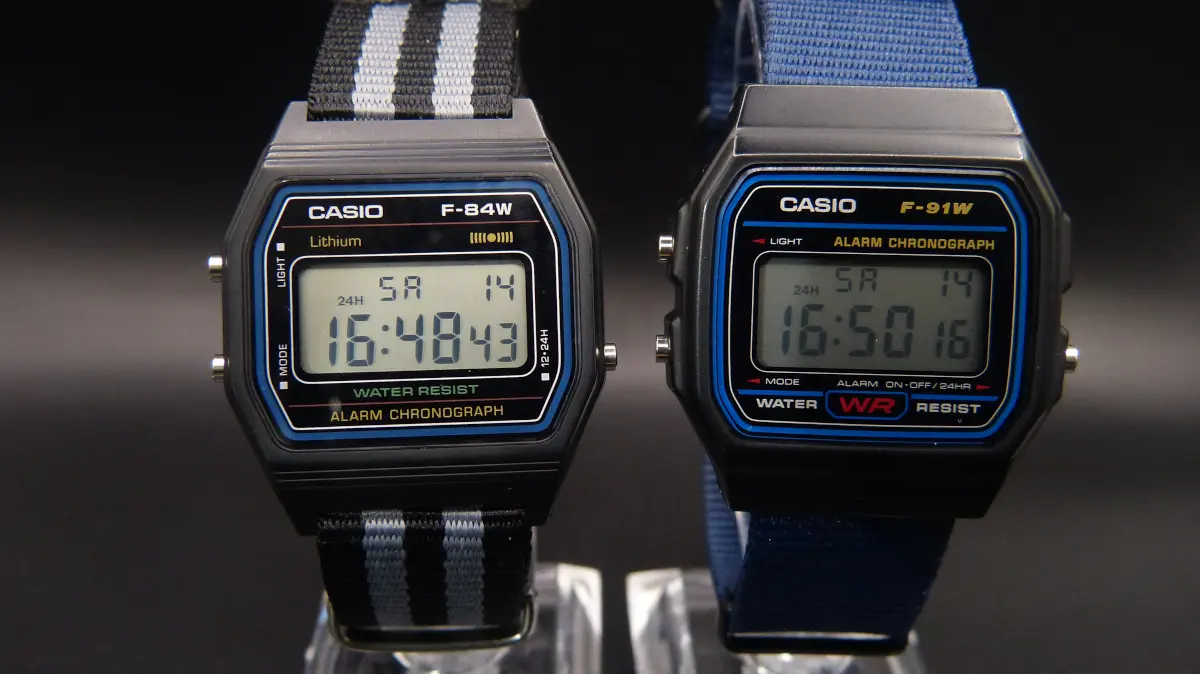 CASIO F-84W
Lithium
LIGHT
24H SA 14
16:48 43
MODE
12·24H
WATER RESIST
ALARM CHRONOGRAPH
CASIO F-91W
LIGHT ALARM CHRONOGRAPH
24H SA 14
16:50 16
MODE ALARM ON·OFF/24HR
WATER WR RESIST
V